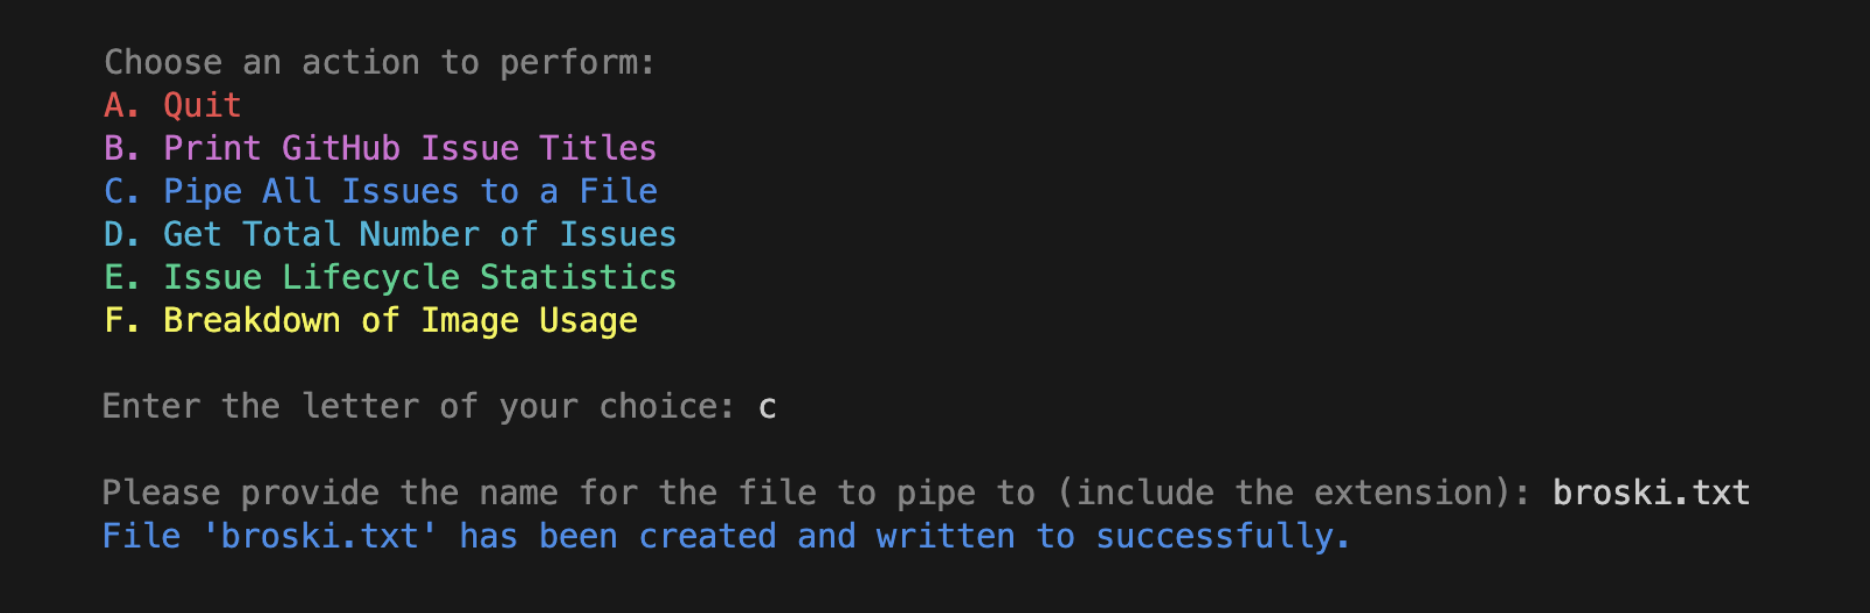 Choose an action to perform:
A. Quit
B. Print GitHub Issue Titles
C. Pipe All Issues to a File
D. Get Total Number of Issues
E. Issue Lifecycle Statistics
F. Breakdown of Image Usage
Enter the letter of your choice: c
Please provide the name for the file to pipe to (include the extension): broski.txt
File 'broski.txt' has been created and written to successfully.